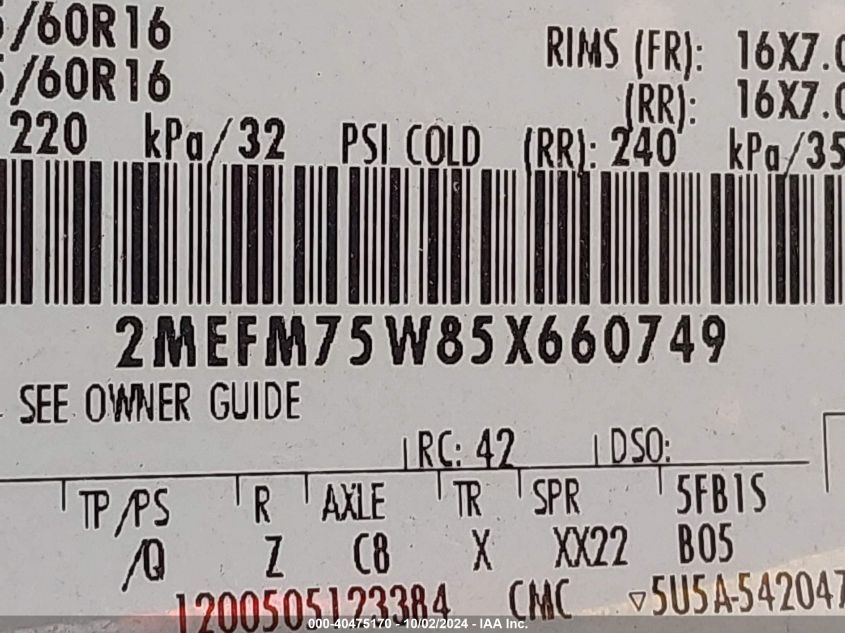 /60R16 RIMS (FR): 16X7.0
/60R16 (RR): 16X7.0
220 kPa/32 PSI COLD (RR): 240 kPa/35
2MEFM75W85X660749
SEE OWNER GUIDE
RC: 42 DSO:
TP/PS R AXLE TR SPR 5FB1S
/Q Z C8 X XX22 B05
1200505123384 CMC ▿5U5A-542047
000-40475170 - 10/02/2024 - IAA Inc.